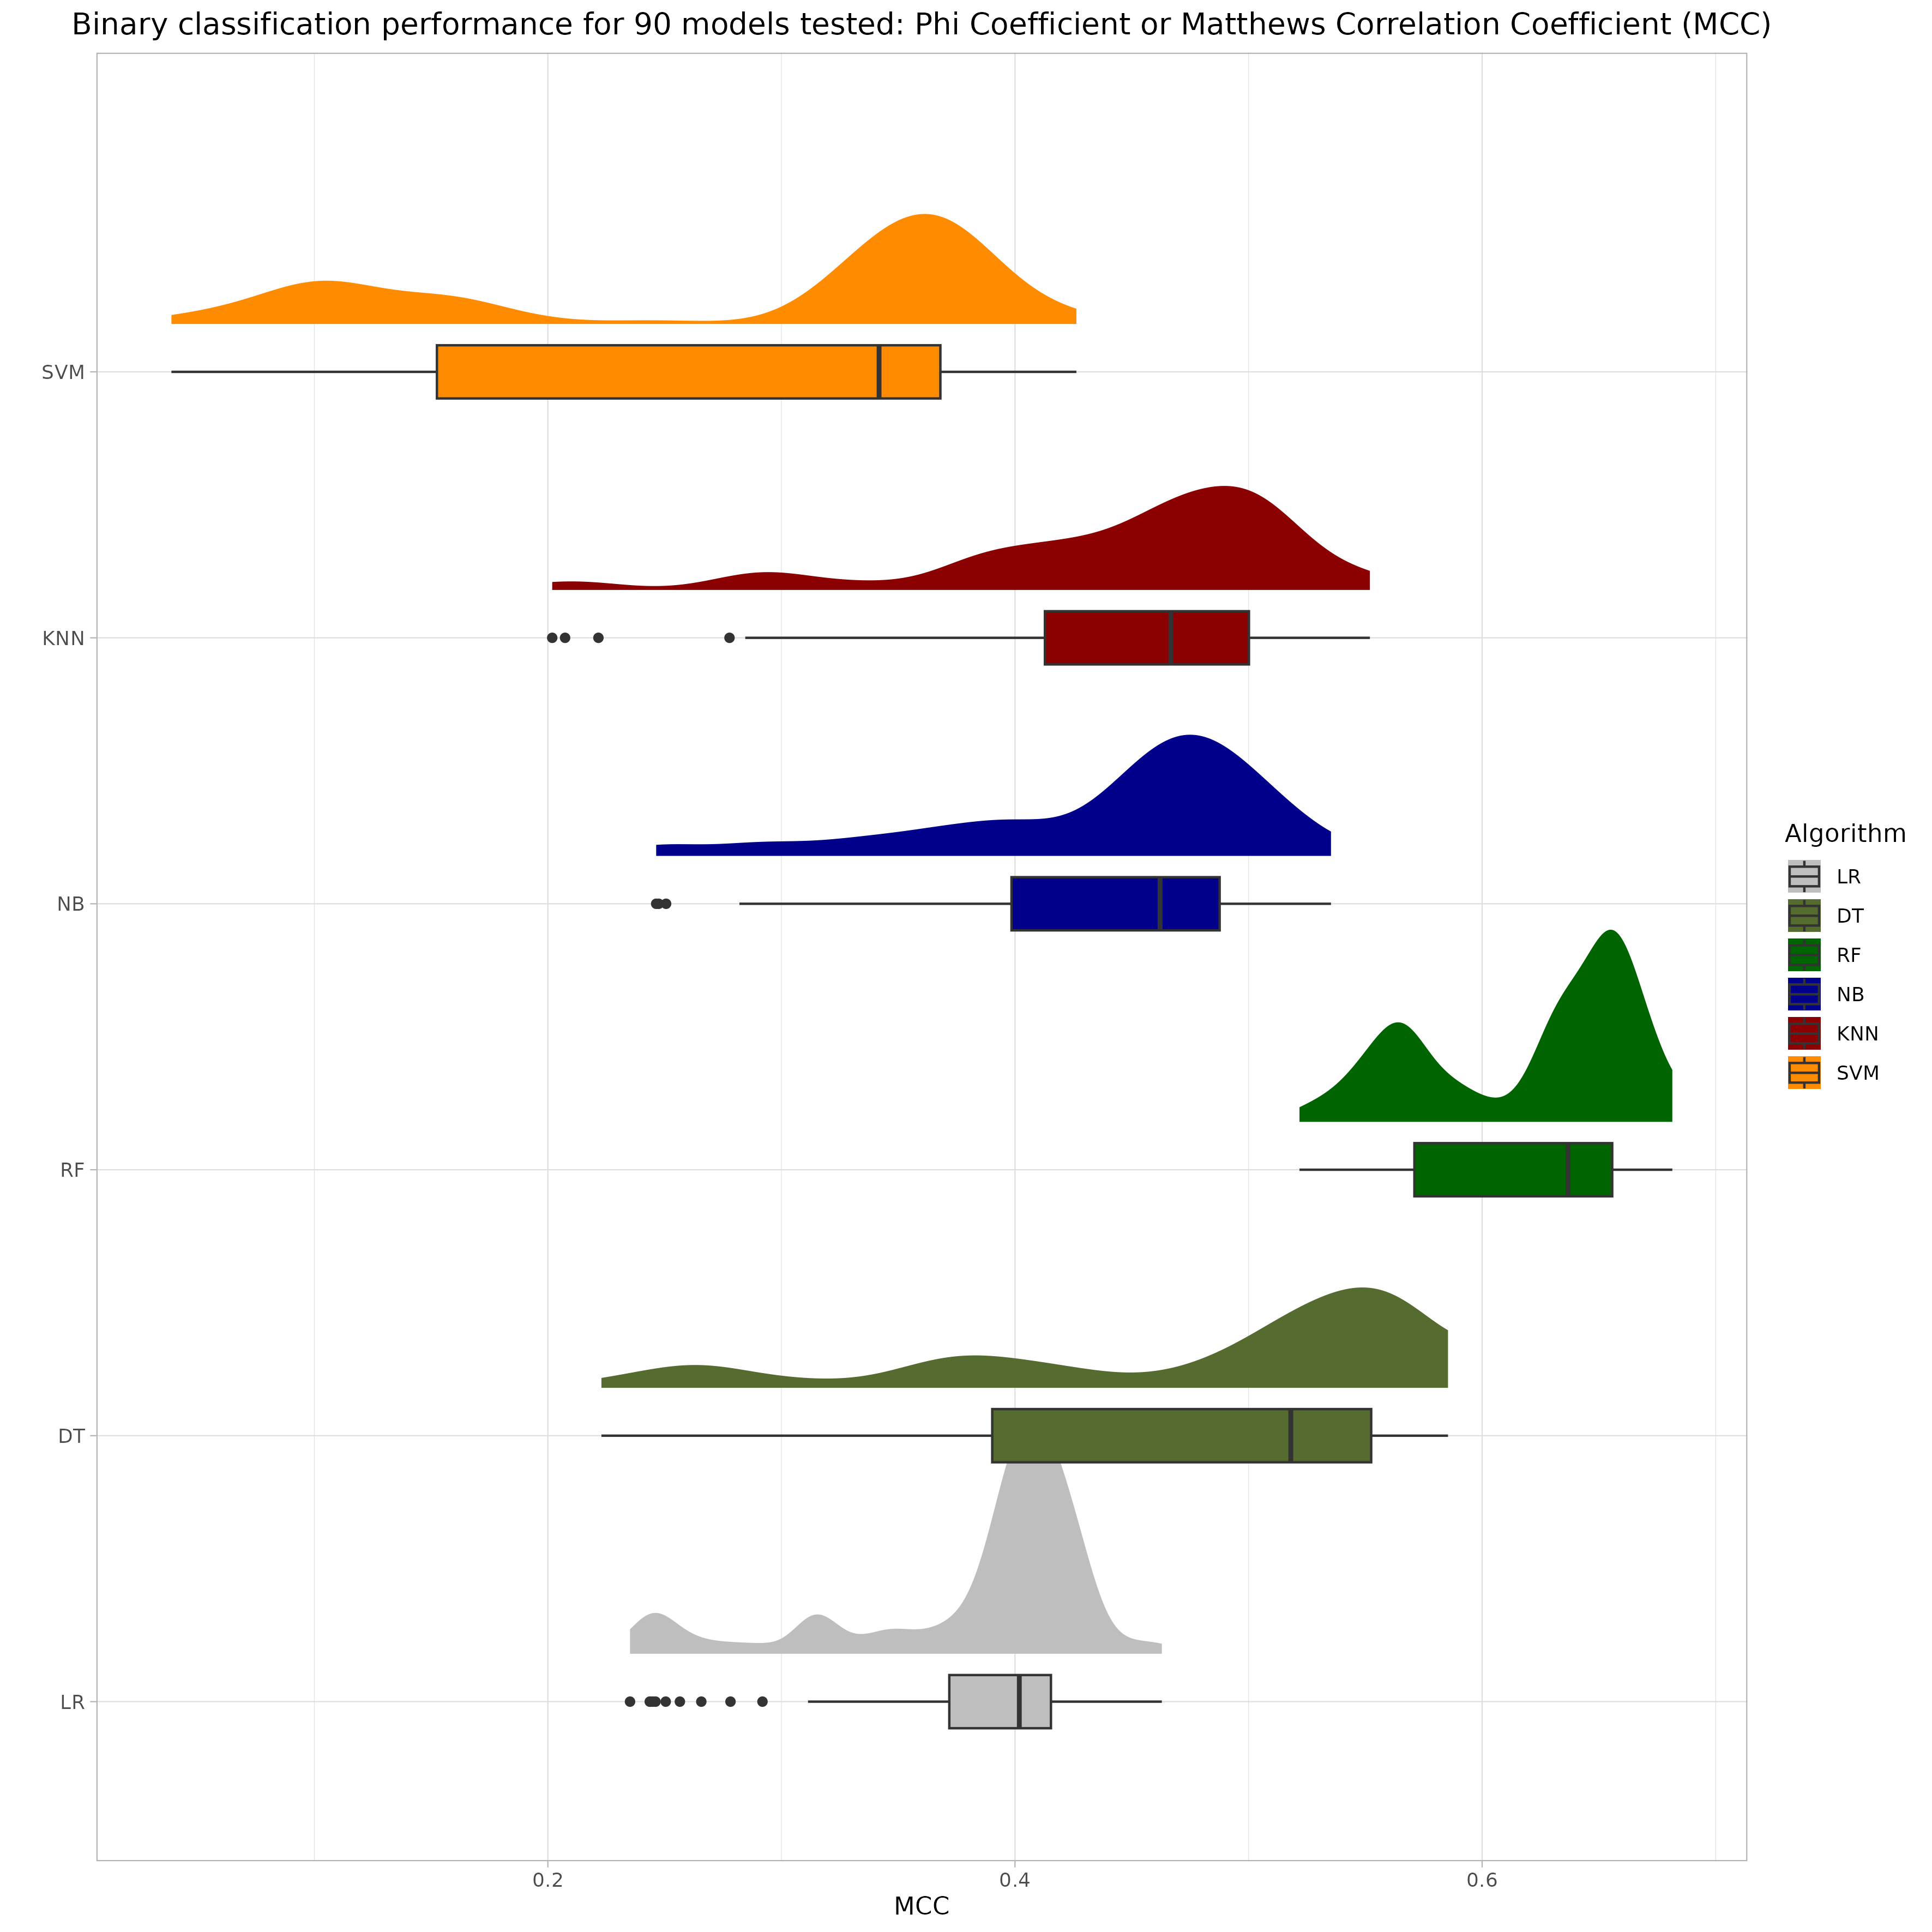 Binary classification performance for 90 models tested: Phi Coefficient or Matthews Correlation Coefficient (MCC)
SVM
KNN
NB
RF
DT
LR
0.2
0.4
0.6
MCC
Algorithm
LR
DT
RF
NB
KNN
SVM